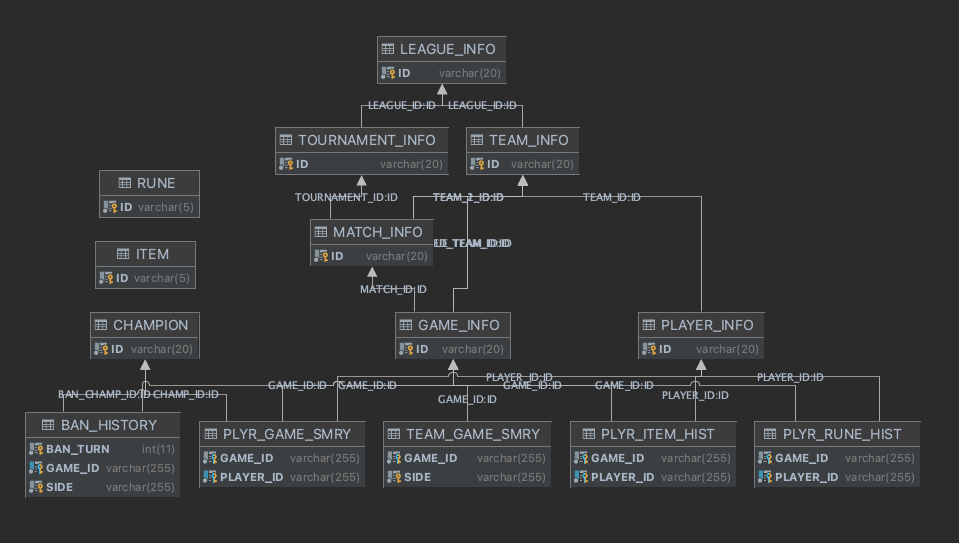 LEAGUE_INFO
ID varchar(20)
LEAGUE_ID:ID LEAGUE_ID:ID
TOURNAMENT_INFO
ID varchar(20)
TEAM_INFO
ID varchar(20)
RUNE
ID varchar(5)
TOURNAMENT_ID:ID
TEAM_ID:ID
MATCH_INFO
ID varchar(20)
ITEM
ID varchar(5)
MATCH_ID:ID
CHAMPION
ID varchar(20)
GAME_INFO
ID varchar(20)
PLAYER_INFO
ID varchar(20)
GAME_ID:ID GAME_ID:ID PLAYER_ID:ID GAME_ID:ID GAME_ID:ID PLAYER_ID:ID
BAN_CHAMP_ID:ID CHAMP_ID:ID GAME_ID:ID PLAYER_ID:ID
BAN_HISTORY
BAN_TURN int(11)
GAME_ID varchar(255)
SIDE varchar(255)
PLYR_GAME_SMRY
GAME_ID varchar(255)
PLAYER_ID varchar(255)
TEAM_GAME_SMRY
GAME_ID varchar(255)
SIDE varchar(255)
PLYR_ITEM_HIST
GAME_ID varchar(255)
PLAYER_ID varchar(255)
PLYR_RUNE_HIST
GAME_ID varchar(255)
PLAYER_ID varchar(255)